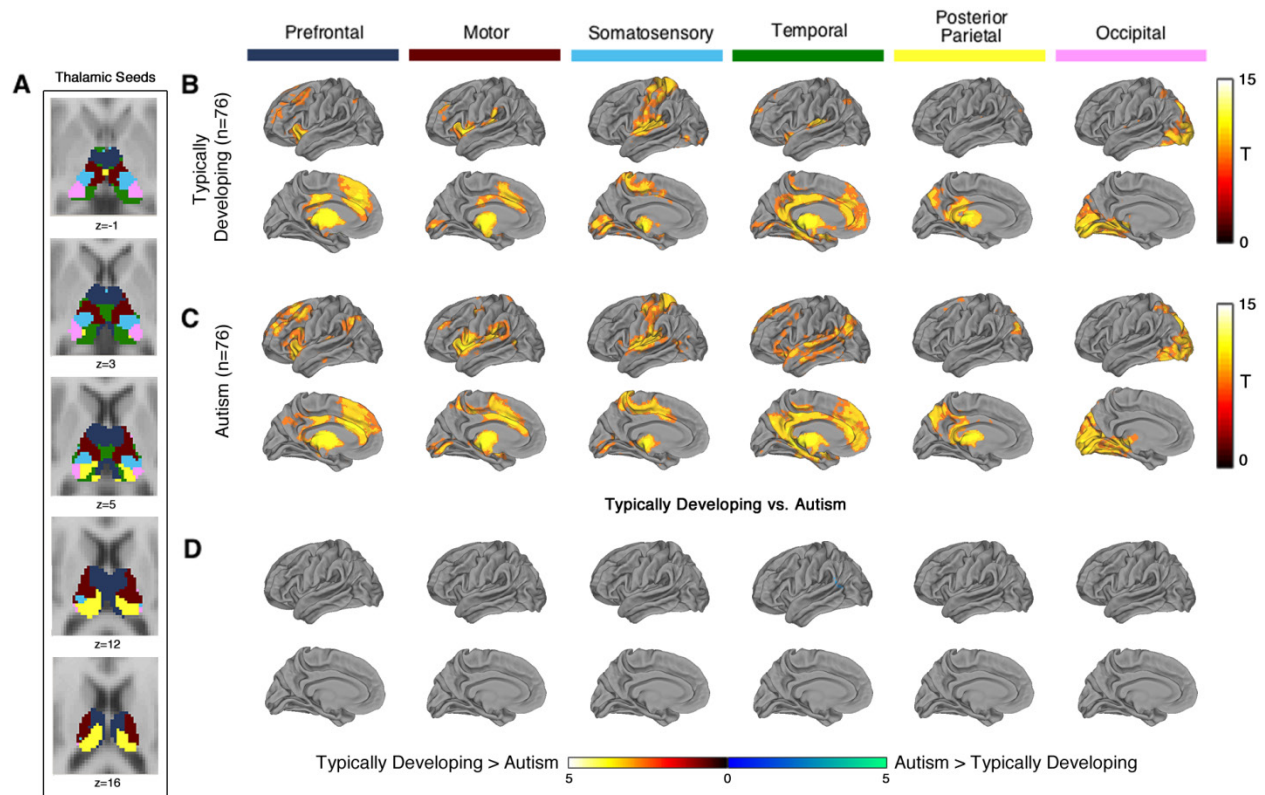 Prefrontal
Motor
Somatosensory
Temporal
Posterior
Parietal
Occipital
A
Thalamic Seeds
z=-1
z=3
z=5
z=12
z=16
B
Typically
Developing (n=76)
15
T
0
C
Autism (n=76)
15
T
0
Typically Developing vs. Autism
D
Typically Developing > Autism
5
0
5
Autism > Typically Developing